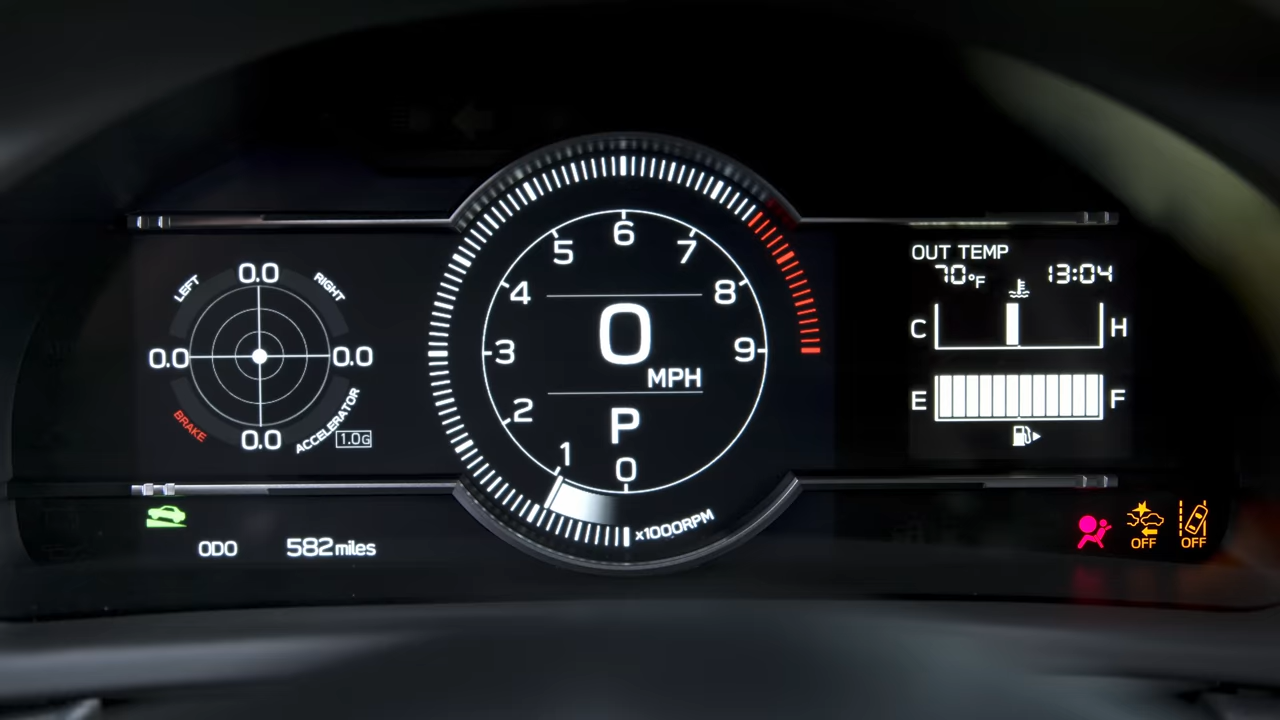 LEFT
0.0
RIGHT
0.0
0.0
BRAKE
0.0
ACCELERATOR
1.0G
ODO 582miles
0
1
2
3
4
5
6
7
8
9
0
MPH
P
x1000RPM
OUT TEMP
70°F 13:04
C H
E F
OFF OFF